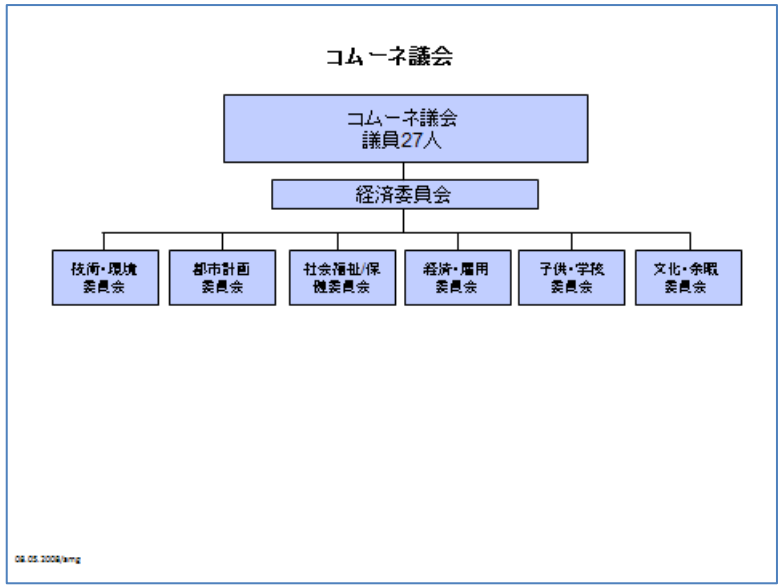 コムーネ議会
コムーネ議会
議員27人
経済委員会
技術・環境
委員会
都市計画
委員会
社会福祉/保
健委員会
経済・雇用
委員会
子供・学校
委員会
文化・余暇
委員会
08.05.2008/amg